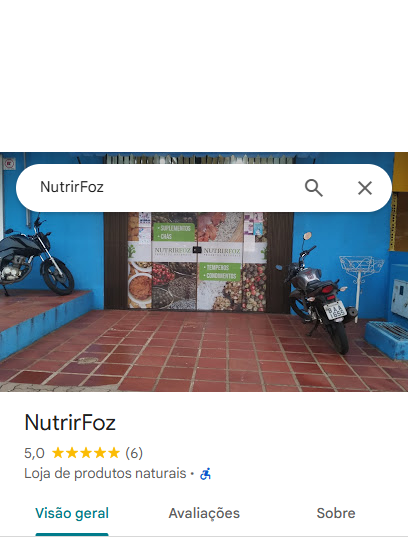 NutrirFoz
• SUPLEMENTOS
• CHÁS
NUTRIRFOZ
NUTRIRFOZ
• TEMPEROS
• CONDIMENTOS
NutrirFoz
5,0 ★★★★★ (6)
Loja de produtos naturais •
Visão geral
Avaliações
Sobre